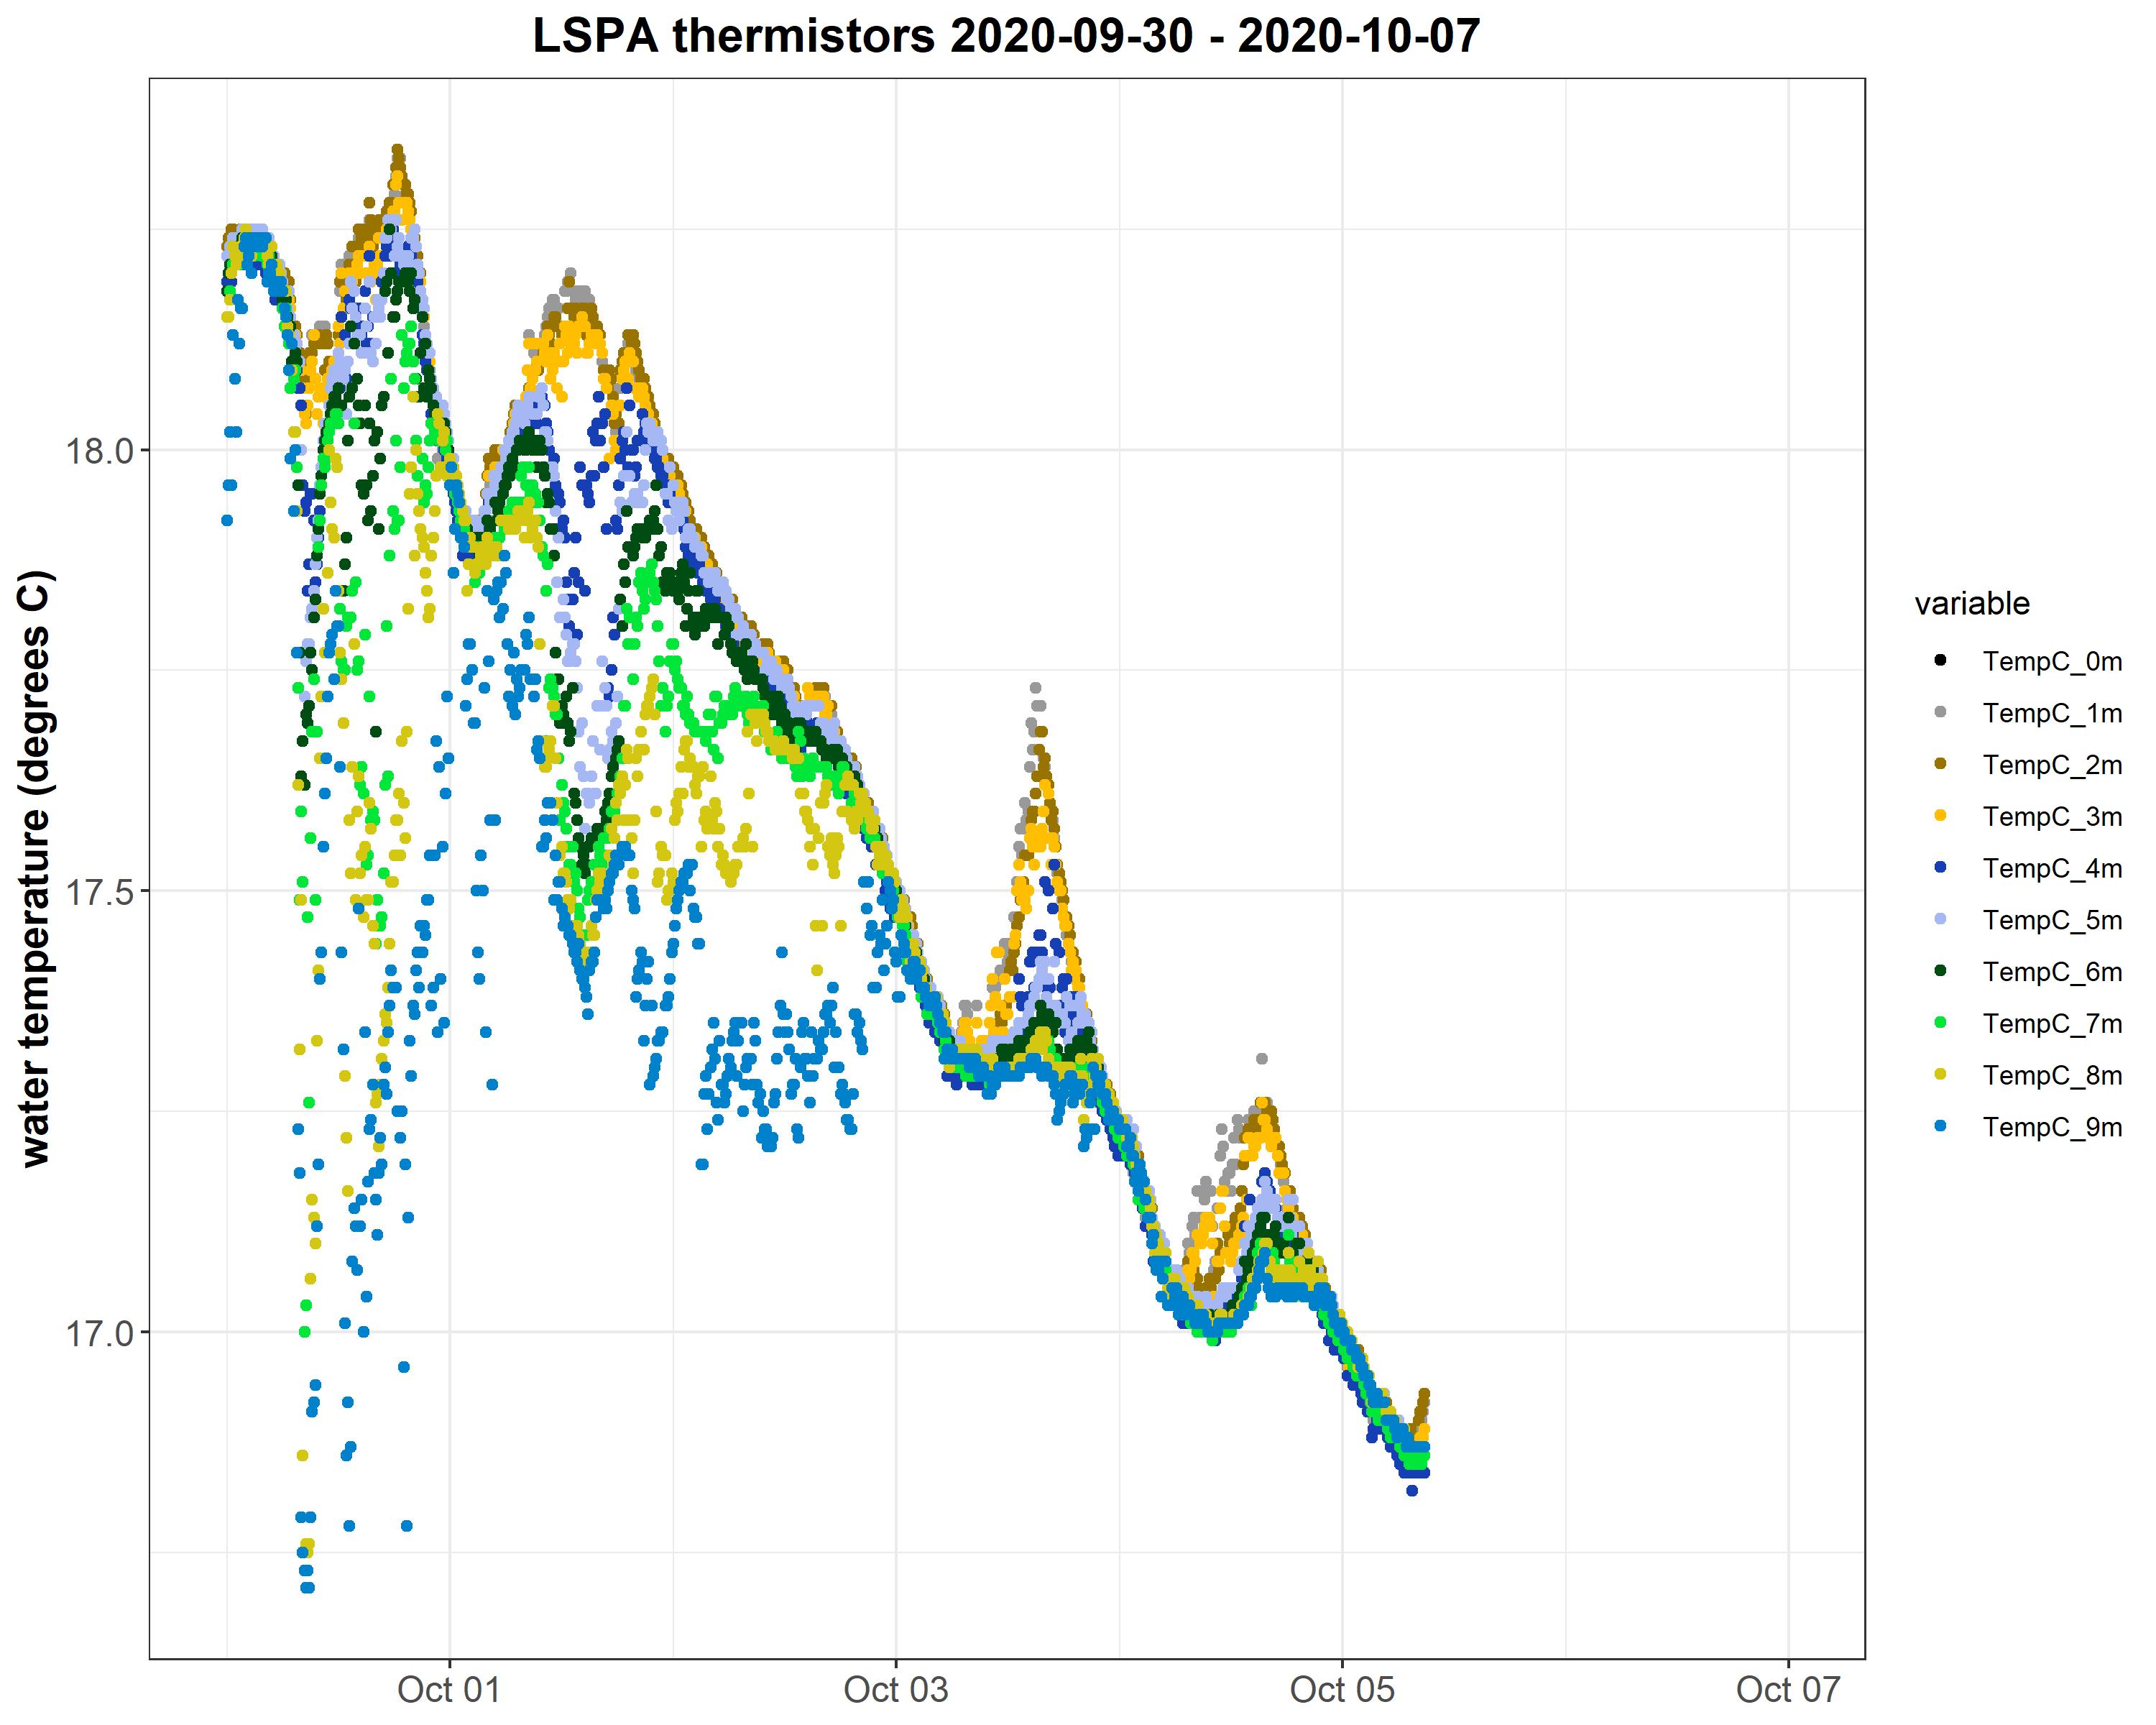 LSPA thermistors 2020-09-30 - 2020-10-07
water temperature (degrees C)
18.0
17.5
17.0
Oct 01
Oct 03
Oct 05
Oct 07
variable
TempC_0m
TempC_1m
TempC_2m
TempC_3m
TempC_4m
TempC_5m
TempC_6m
TempC_7m
TempC_8m
TempC_9m